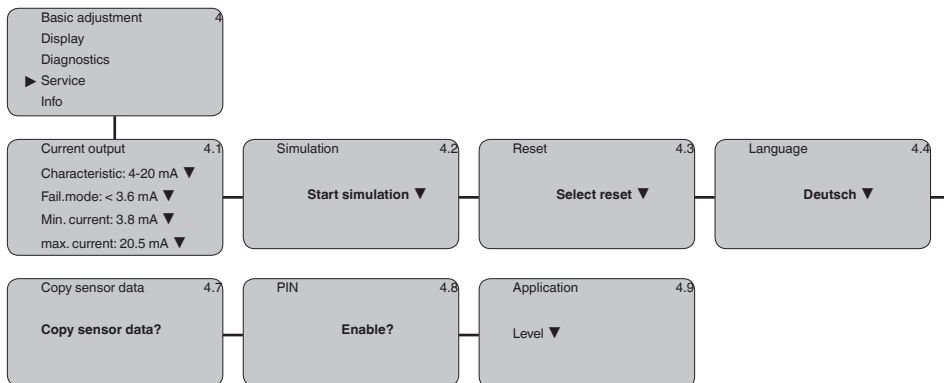 Basic adjustment 4
Display
Diagnostics
▶ Service
Info
Current output 4.1
Characteristic: 4-20 mA ▼
Fail.mode: < 3.6 mA ▼
Min. current: 3.8 mA ▼
max. current: 20.5 mA ▼
Simulation 4.2
Start simulation ▼
Reset 4.3
Select reset ▼
Language 4.4
Deutsch ▼
Copy sensor data 4.7
Copy sensor data?
PIN 4.8
Enable?
Application 4.9
Level ▼